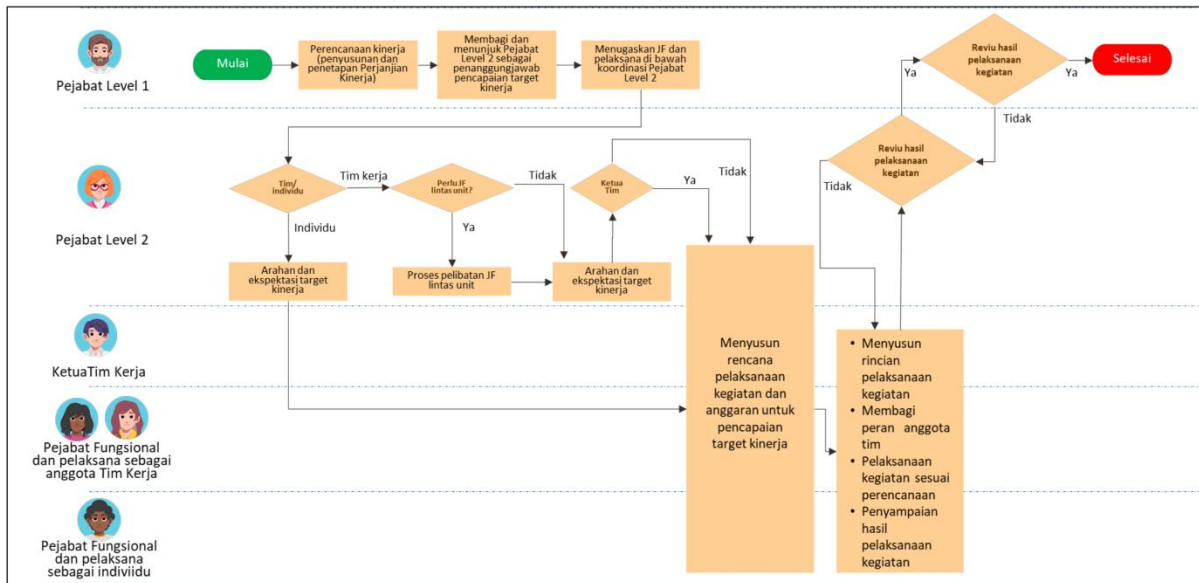 Pejabat Level 1
Mulai
Perencanaan kinerja
(penyusunan dan
penetapan Perjanjian
Kinerja)
Membagi dan
menunjuk Pejabat
Level 2 sebagai
penanggungjawab
pencapaian target
kinerja
Menugaskan JF dan
pelaksana di bawah
koordinasi Pejabat
Level 2
Reviu hasil
pelaksanaan
kegiatan
Ya
Ya
Selesai
Tidak
Pejabat Level 2
Tim/
individu
Tim kerja
Individu
Perlu JF
lintas unit?
Tidak
Ya
Ketua
Tim
Ya
Tidak
Reviu hasil
pelaksanaan
kegiatan
Tidak
Arahan dan
ekspektasi target
kinerja
Proses pelibatan JF
lintas unit
Arahan dan
ekspektasi target
kinerja
KetuaTim Kerja
Menyusun
rencana
pelaksanaan
kegiatan dan
anggaran untuk
pencapaian
target kinerja
• Menyusun
rincian
pelaksanaan
kegiatan
• Membagi
peran anggota
tim
• Pelaksanaan
kegiatan sesuai
perencanaan
• Penyampaian
hasil
pelaksanaan
kegiatan
Pejabat Fungsional
dan pelaksana sebagai
anggota Tim Kerja
Pejabat Fungsional
dan pelaksana
sebagai indiviidu